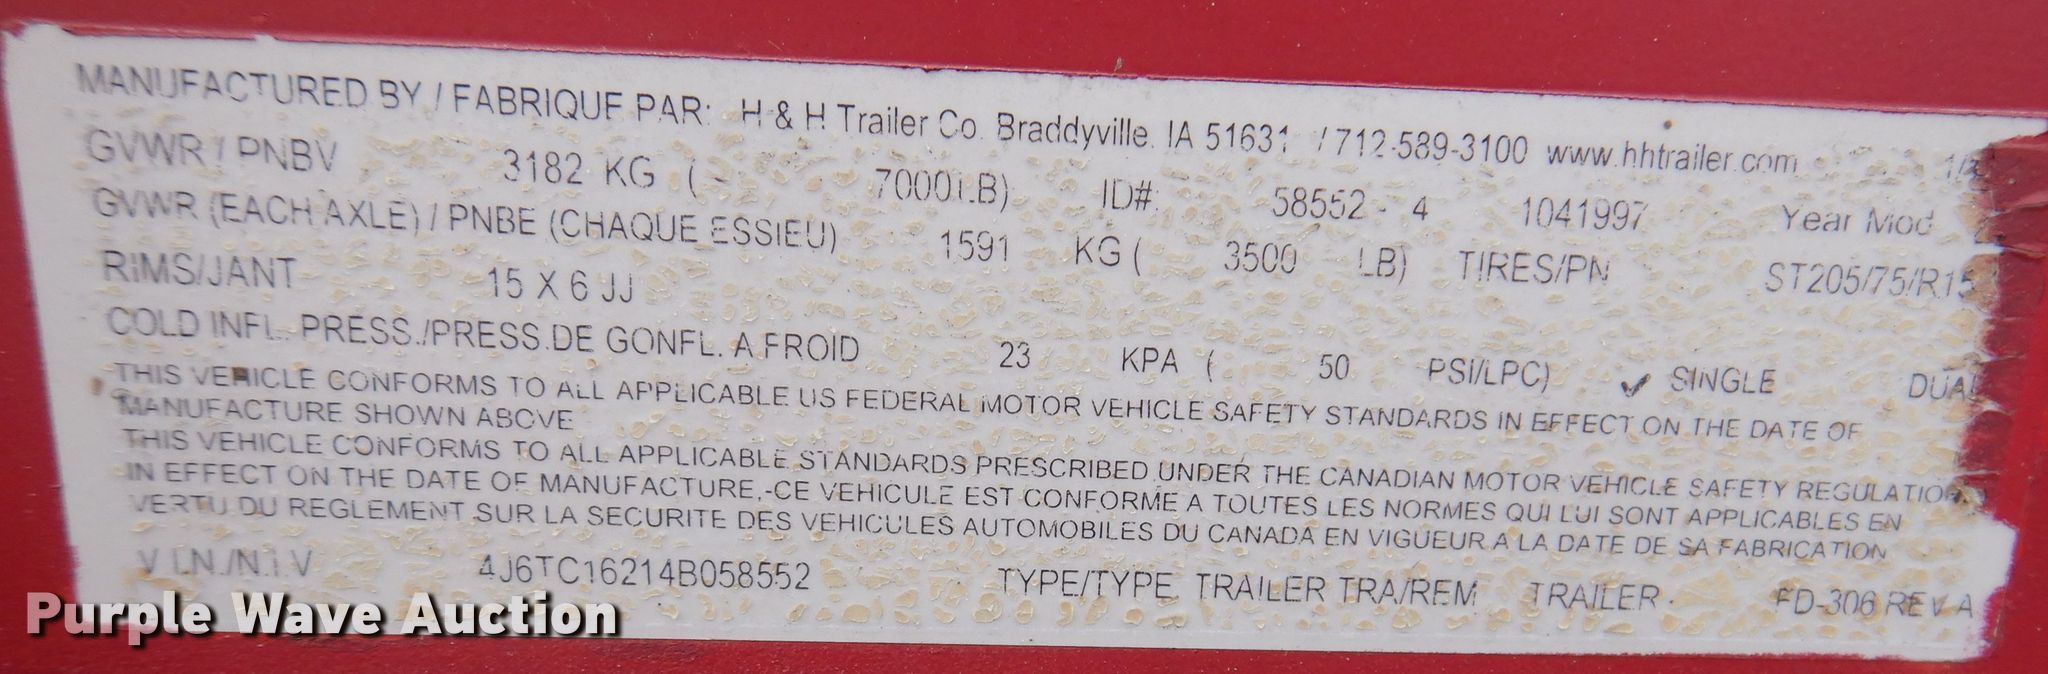 MANUFACTURED BY / FABRIQUE PAR: H & H Trailer Co. Braddyville, IA 51631 / 712-589-3100 www.hhtrailer.com
GVWR / PNBV 3182 KG ( 7000 LB) ID#: 58552 - 4 1041997 Year Mod
GVWR (EACH AXLE) / PNBE (CHAQUE ESSIEU) 1591 KG ( 3500 LB) TIRES/PN ST205/75/R15
RIMS/JANT 15 X 6 JJ
COLD INFL. PRESS./PRESS.DE GONFL. A FROID 23 KPA ( 50 PSI/LPC) ✓ SINGLE DUAL
THIS VEHICLE CONFORMS TO ALL APPLICABLE US FEDERAL MOTOR VEHICLE SAFETY STANDARDS IN EFFECT ON THE DATE OF
MANUFACTURE SHOWN ABOVE
THIS VEHICLE CONFORMS TO ALL APPLICABLE STANDARDS PRESCRIBED UNDER THE CANADIAN MOTOR VEHICLE SAFETY REGULATION
IN EFFECT ON THE DATE OF MANUFACTURE,-CE VEHICULE EST CONFORME A TOUTES LES NORMES QUI LUI SONT APPLICABLES EN
VERTU DU REGLEMENT SUR LA SECURITE DES VEHICULES AUTOMOBILES DU CANADA EN VIGUEUR A LA DATE DE SA FABRICATION
V.I.N./N.I.V 4J6TC16214B058552 TYPE/TYPE TRAILER TRA/REM TRAILER FD-306 REV A
Purple Wave Auction